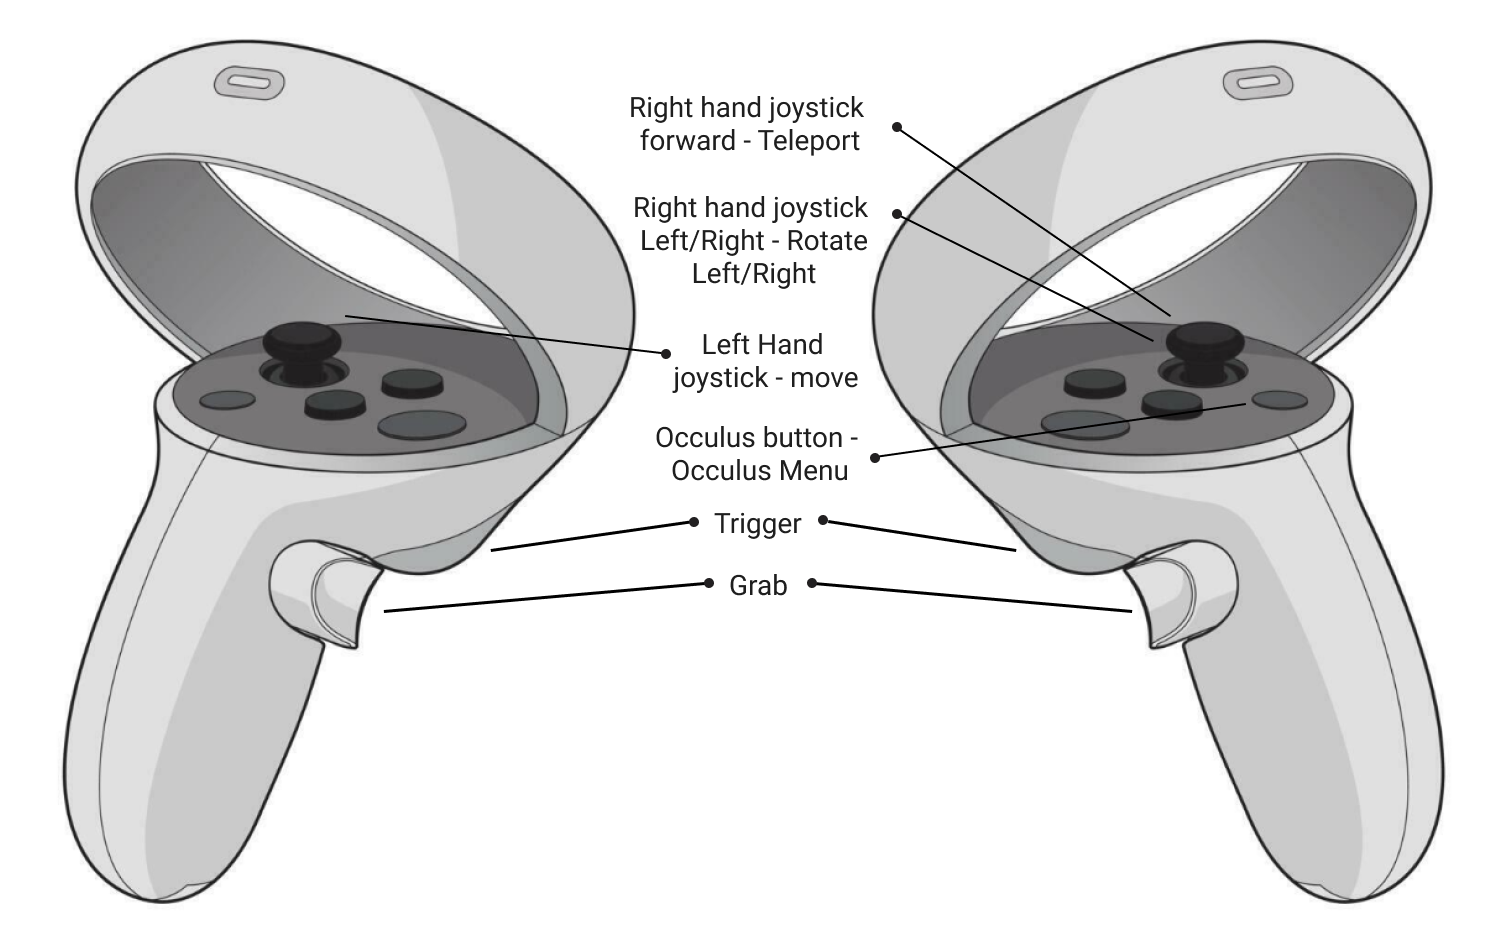 Right hand joystick
forward - Teleport
Right hand joystick
Left/Right - Rotate
Left/Right
Left Hand
joystick - move
Occulus button -
Occulus Menu
Trigger
Grab